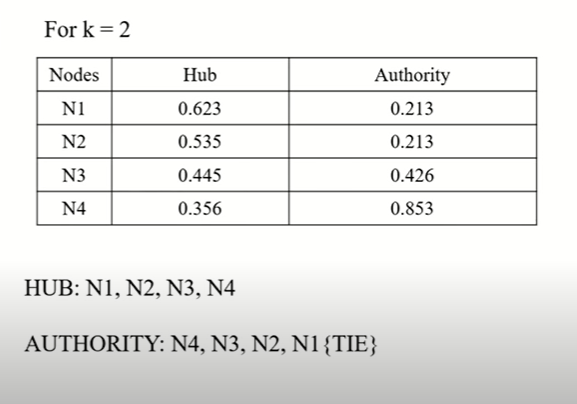 For k = 2
Nodes Hub Authority
N1 0.623 0.213
N2 0.535 0.213
N3 0.445 0.426
N4 0.356 0.853
HUB: N1, N2, N3, N4
AUTHORITY: N4, N3, N2, N1{TIE}